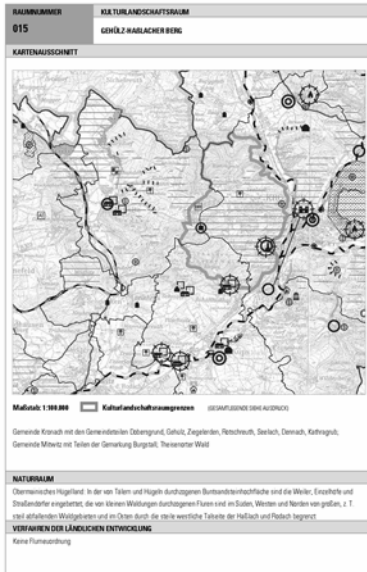 RAUMNUMMER
015
KULTURLANDSCHAFTSRAUM
GEHÜLZ-HAßLACHER BERG
KARTENAUSSCHNITT
Maßstab: 1:100.000 Kulturlandschaftsraumgrenzen (GESAMTLEGENDE SIEHE AUSDRUCK)
Gemeinde Kronach mit den Gemeindeteilen Dobersgrund, Gehülz, Ziegelerden, Rotschreuth, Seelach, Dennach, Kathragrub;
Gemeinde Mitwitz mit Teilen der Gemarkung Burgstall; Theisenorter Wald
NATURRAUM
Obermainisches Hügelland: In der von Tälern und Hügeln durchzogenen Buntsandsteinhochfläche sind die Weiler, Einzelhöfe und
Straßendörfer eingebettet, die von kleinen Waldungen durchzogenen Fluren sind im Süden, Westen und Norden von großen, z. T.
steil abfallenden Waldgebieten und im Osten durch die steile westliche Talseite der Haßlach und Rodach begrenzt
VERFAHREN DER LÄNDLICHEN ENTWICKLUNG
Keine Flurneuordnung